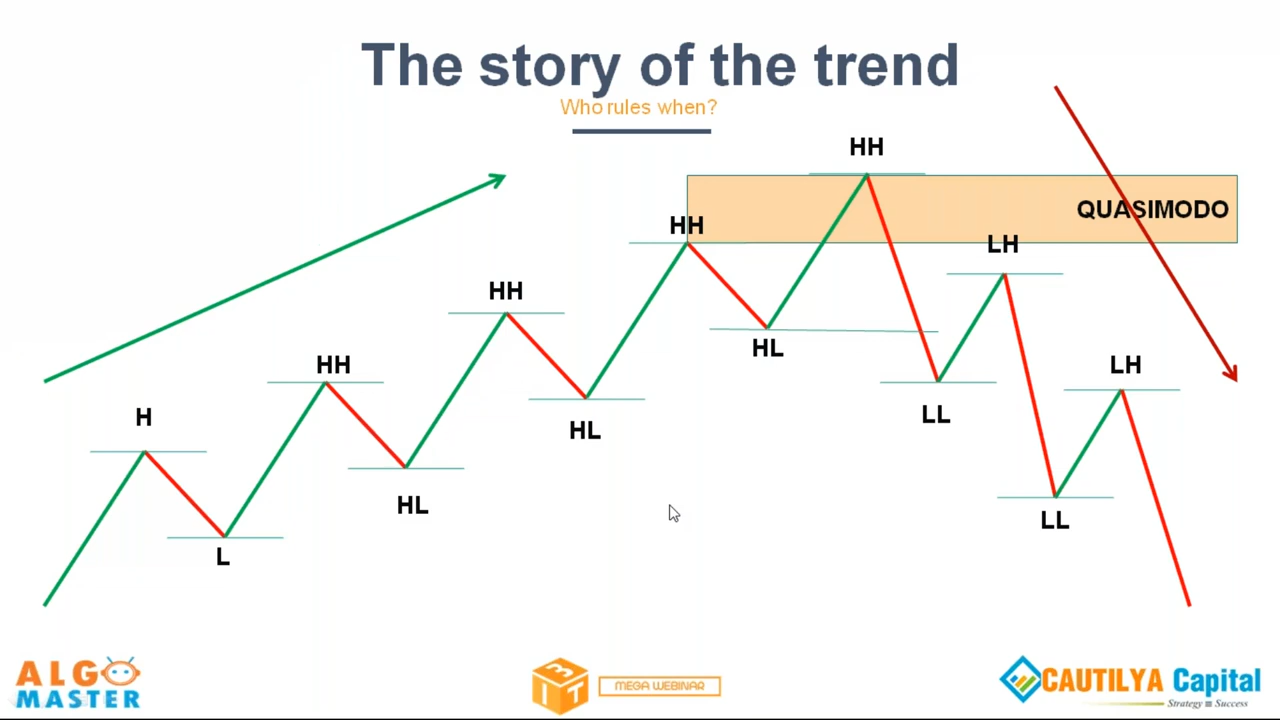 The story of the trend
Who rules when?
HH
QUASIMODO
HH
LH
HH
HL
HH
LH
H
HL
LL
HL
LL
L
ALGO
MASTER
MEGA WEBINAR
CAUTILYA Capital
Strategy = Success